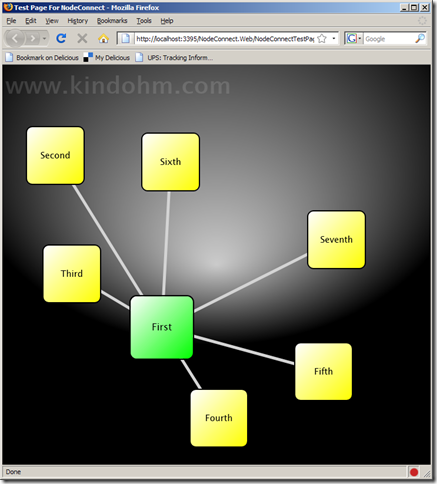 Test Page For NodeConnect - Mozilla Firefox
File Edit View History Bookmarks Tools Help
http://localhost:3395/NodeConnect.Web/NodeConnectTestPag
Google
Bookmark on Delicious My Delicious UPS: Tracking Inform...
www.kindohm.com
Second
Sixth
Seventh
Third
First
Fifth
Fourth
Done